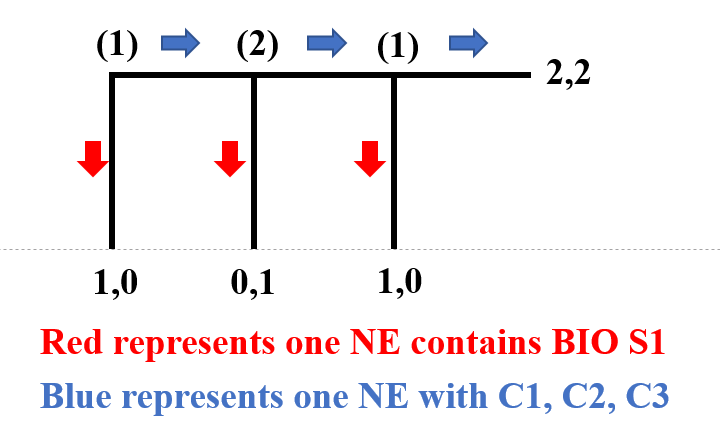 (1) (2) (1)
2,2
1,0 0,1 1,0
Red represents one NE contains BIO S1
Blue represents one NE with C1, C2, C3